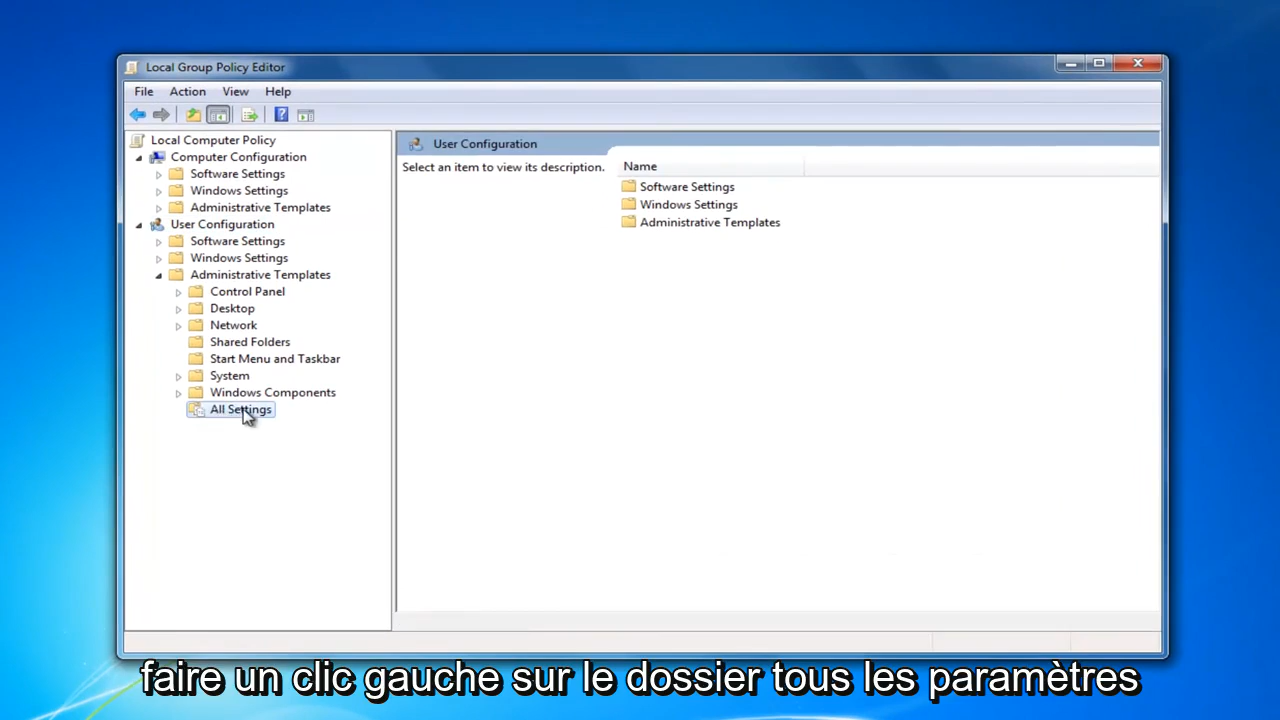 Local Group Policy Editor
File Action View Help
Local Computer Policy
Computer Configuration
Software Settings
Windows Settings
Administrative Templates
User Configuration
Software Settings
Windows Settings
Administrative Templates
Control Panel
Desktop
Network
Shared Folders
Start Menu and Taskbar
System
Windows Components
All Settings
User Configuration
Select an item to view its description.
Name
Software Settings
Windows Settings
Administrative Templates
faire un clic gauche sur le dossier tous les paramètres